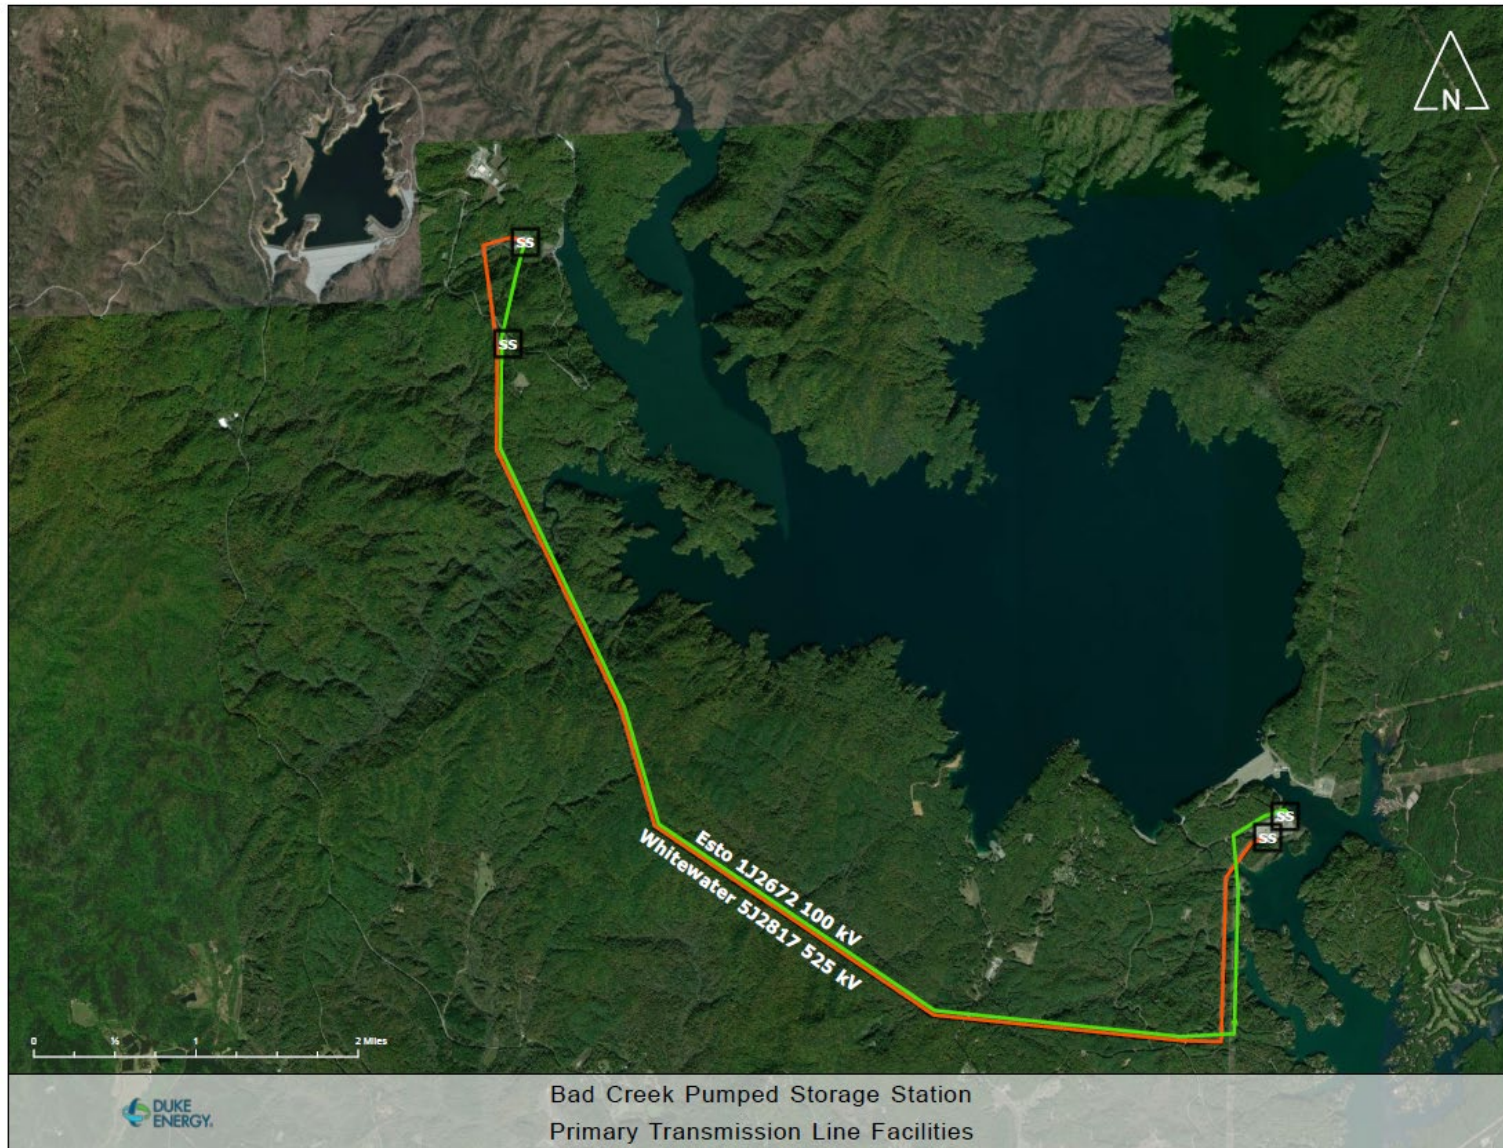 N
SS
SS
Esto 1J2672 100 kV
Whitewater 5J2817 525 kV
SS
SS
0 ½ 1 2 Miles
DUKE
ENERGY®
Bad Creek Pumped Storage Station
Primary Transmission Line Facilities